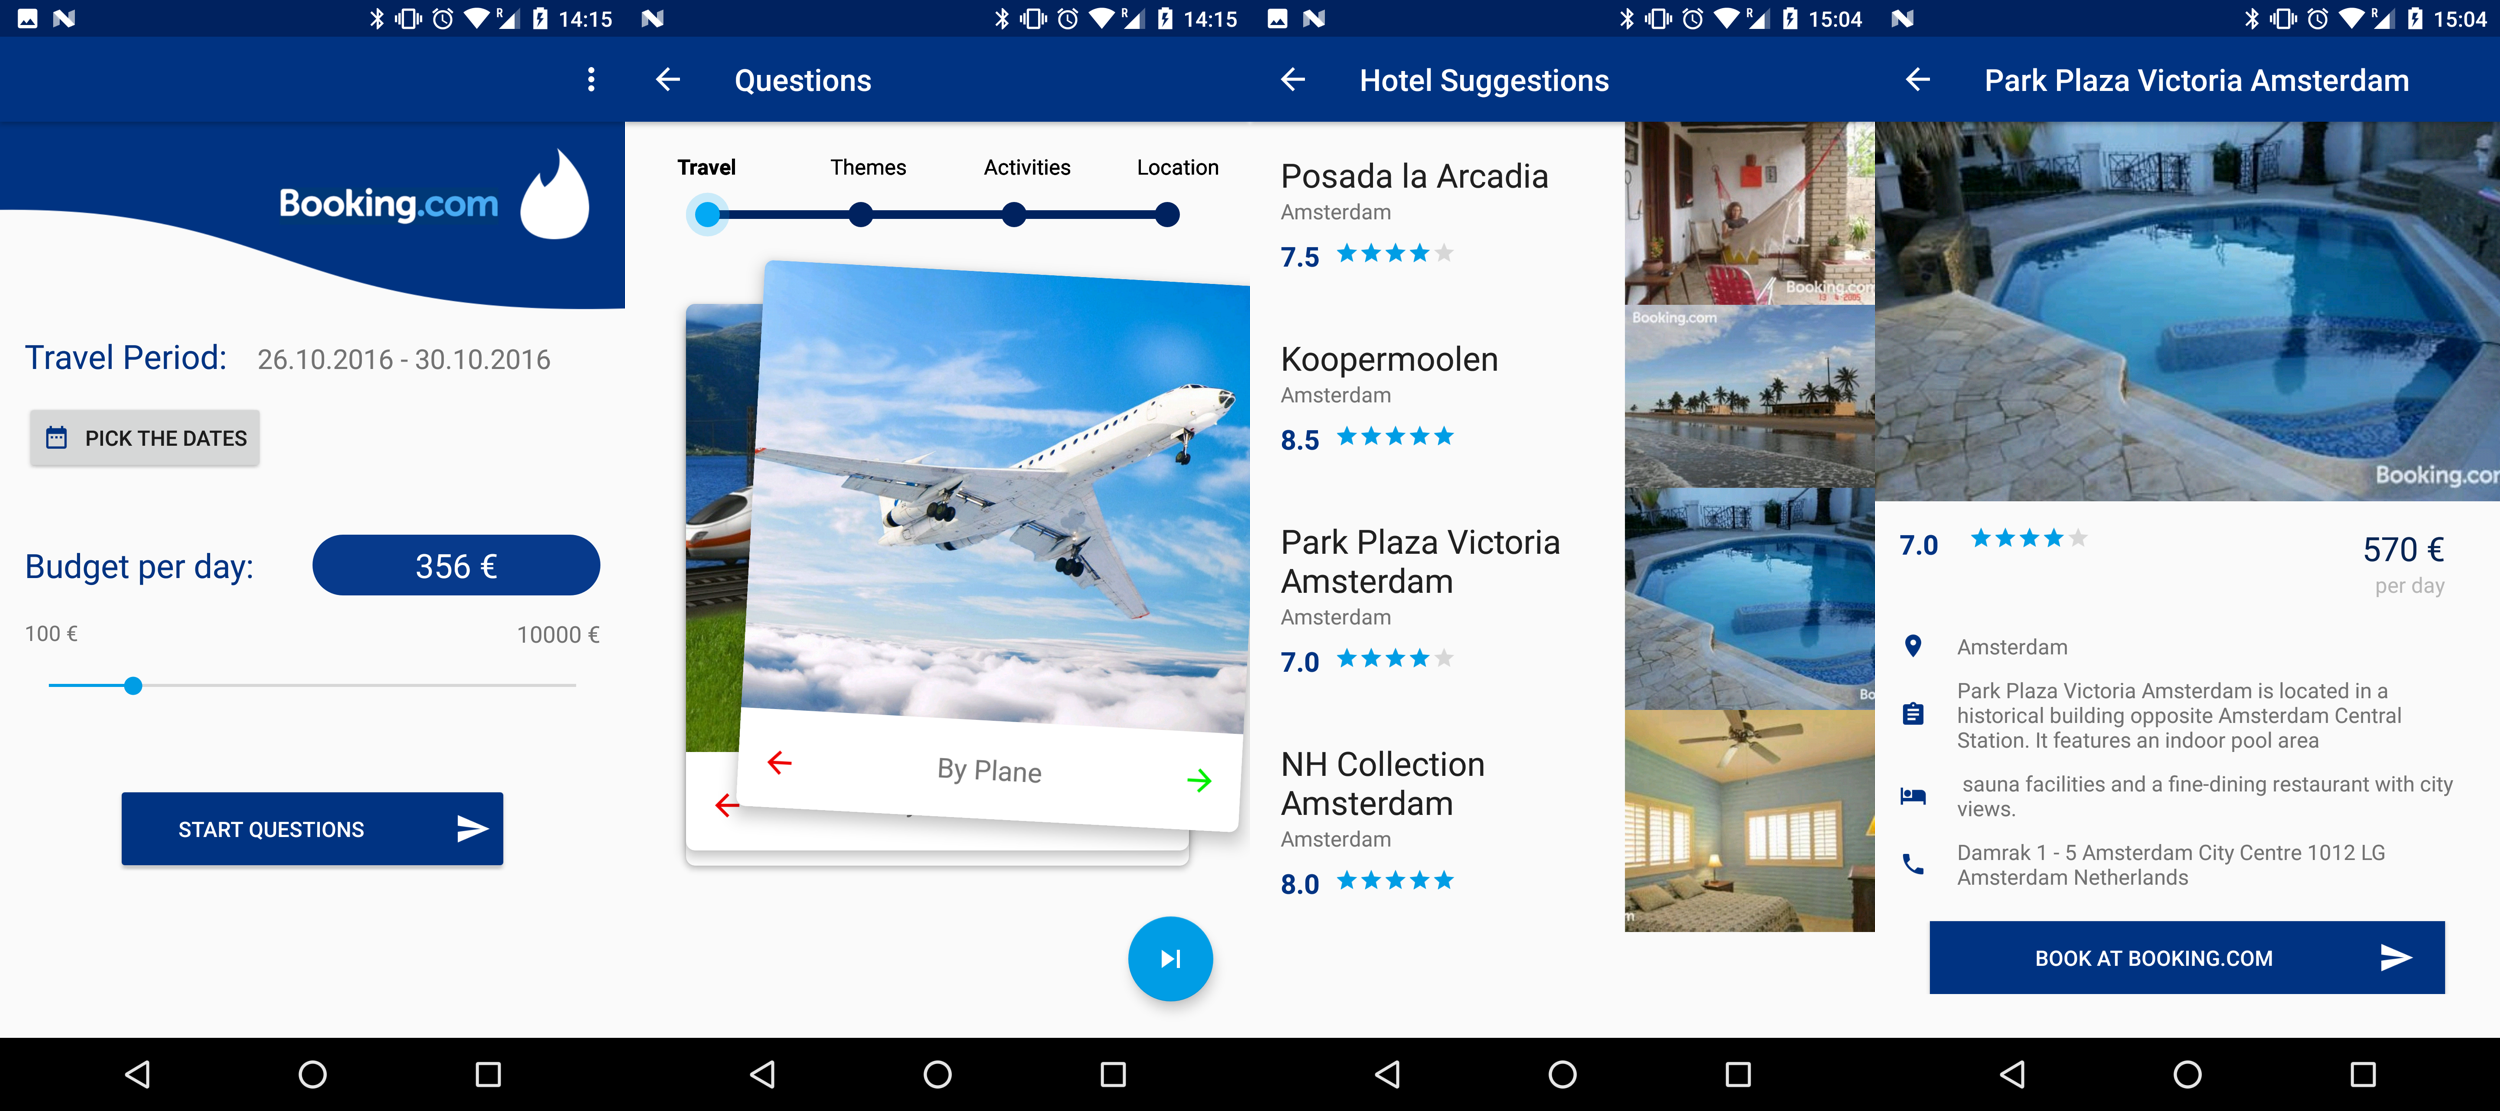 R 14:15
Booking.com
Travel Period: 26.10.2016 - 30.10.2016
PICK THE DATES
Budget per day: 356 €
100 € 10000 €
START QUESTIONS
R 14:15
Questions
Travel Themes Activities Location
By Plane
R 15:04
Hotel Suggestions
Posada la Arcadia
Amsterdam
7.5
Booking.com
13 4 2005
Koopermoolen
Amsterdam
8.5
Booking.com
Park Plaza Victoria
Amsterdam
Amsterdam
7.0
Bo
NH Collection
Amsterdam
Amsterdam
8.0
m
R 15:04
Park Plaza Victoria Amsterdam
Booking.cor
7.0
570 €
per day
Amsterdam
Park Plaza Victoria Amsterdam is located in a
historical building opposite Amsterdam Central
Station. It features an indoor pool area
sauna facilities and a fine-dining restaurant with city
views.
Damrak 1 - 5 Amsterdam City Centre 1012 LG
Amsterdam Netherlands
BOOK AT BOOKING.COM